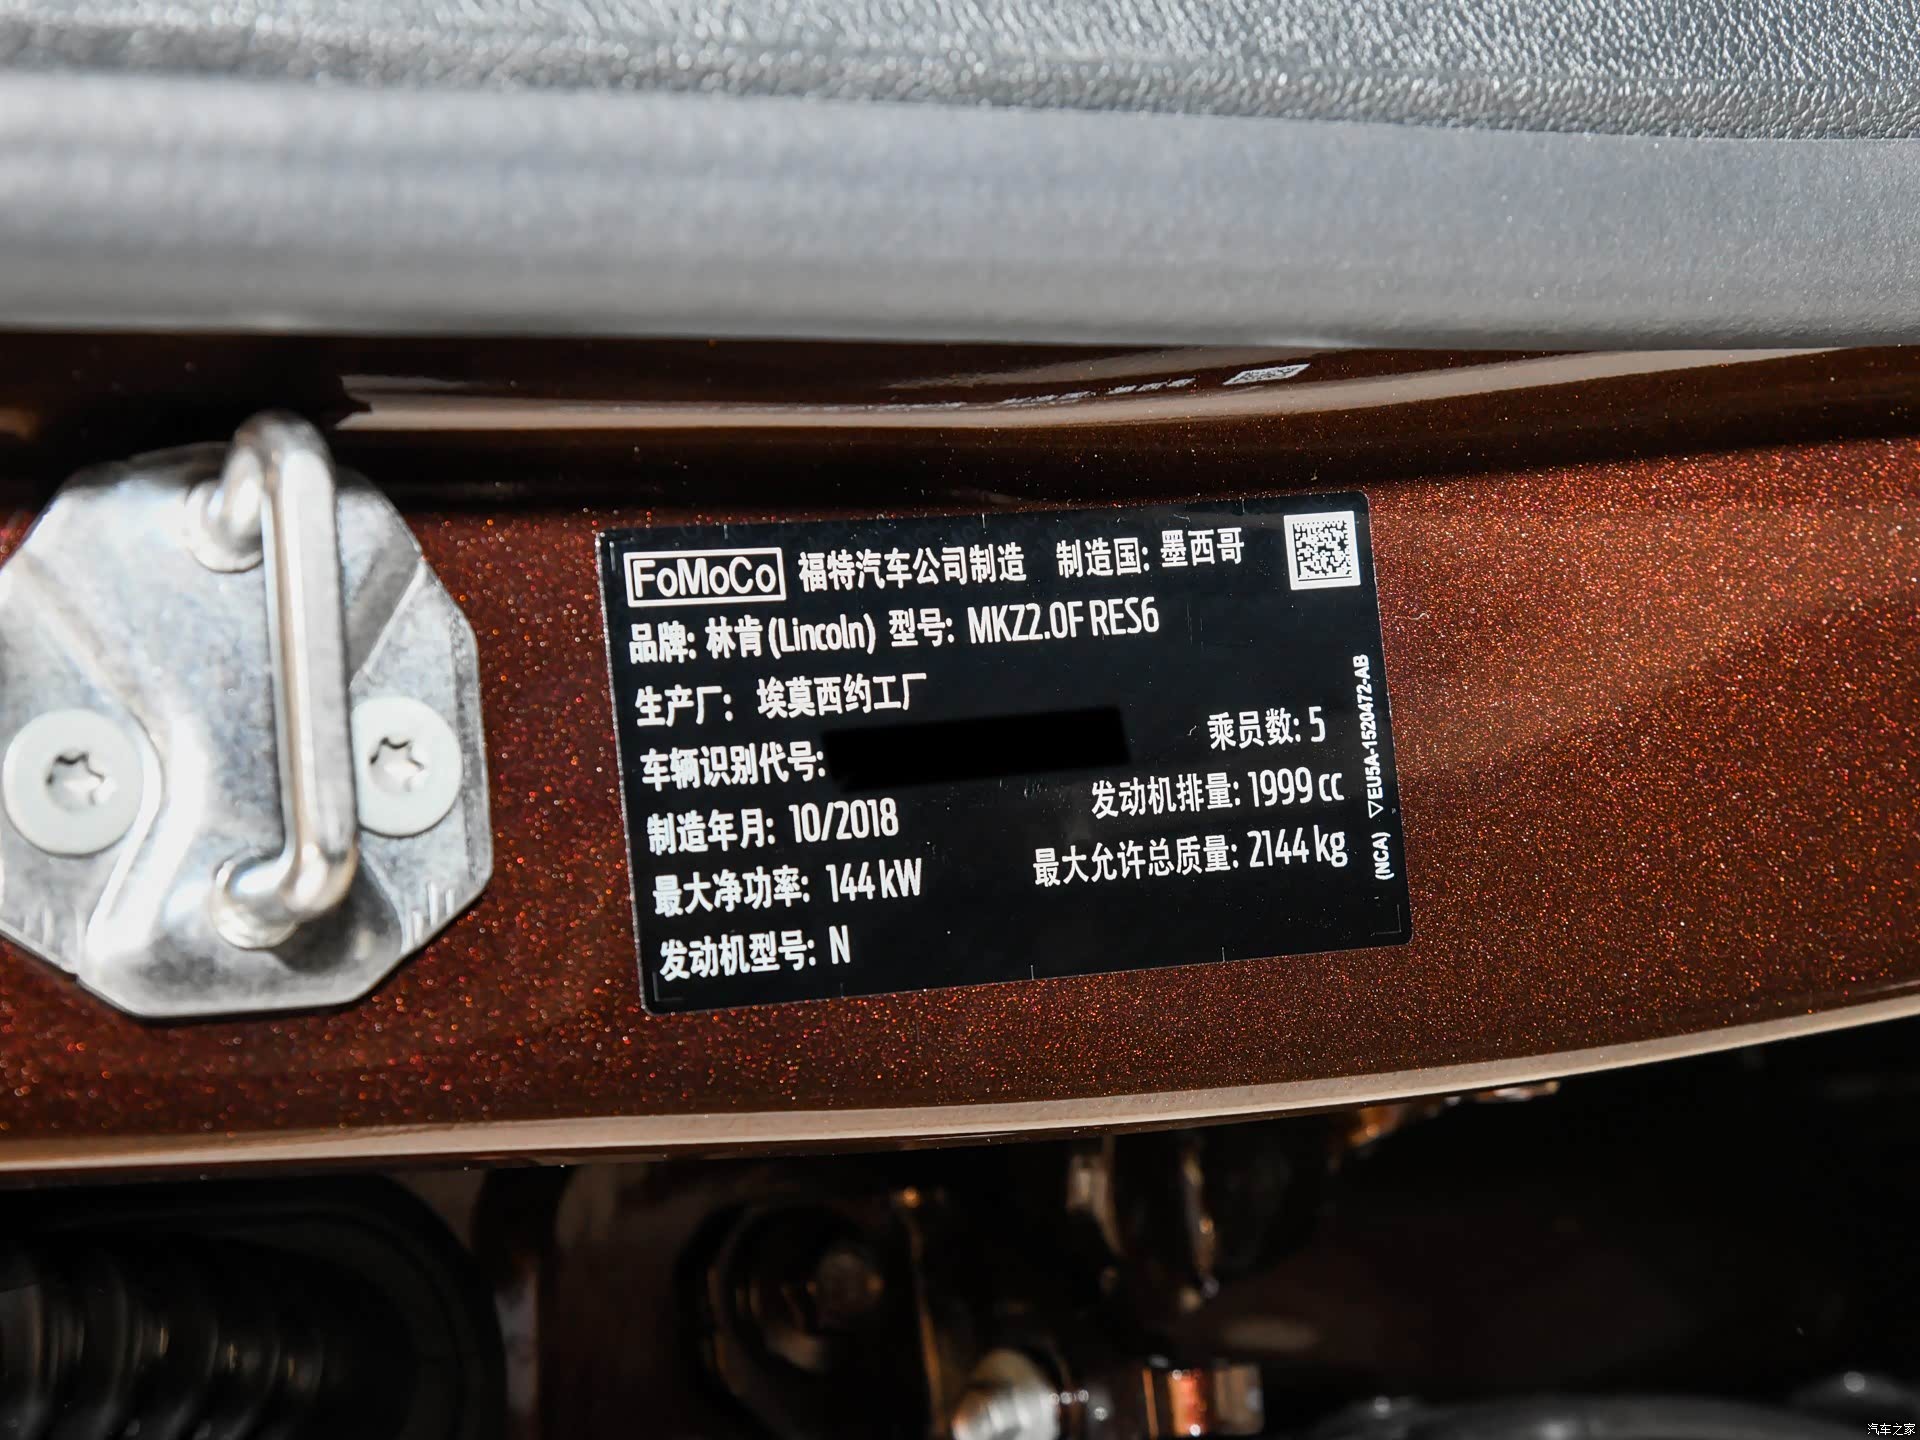 FoMoCo 福特汽车公司制造 制造国: 墨西哥
品牌: 林肯(Lincoln) 型号: MKZ2.0F RES6
生产厂: 埃莫西约工厂
车辆识别代号:
乘员数: 5
制造年月: 10/2018
发动机排量: 1999 cc
最大净功率: 144 kW
最大允许总质量: 2144 kg
发动机型号: N
(NCA) ▽EU5A-1520472-AB
汽车之家